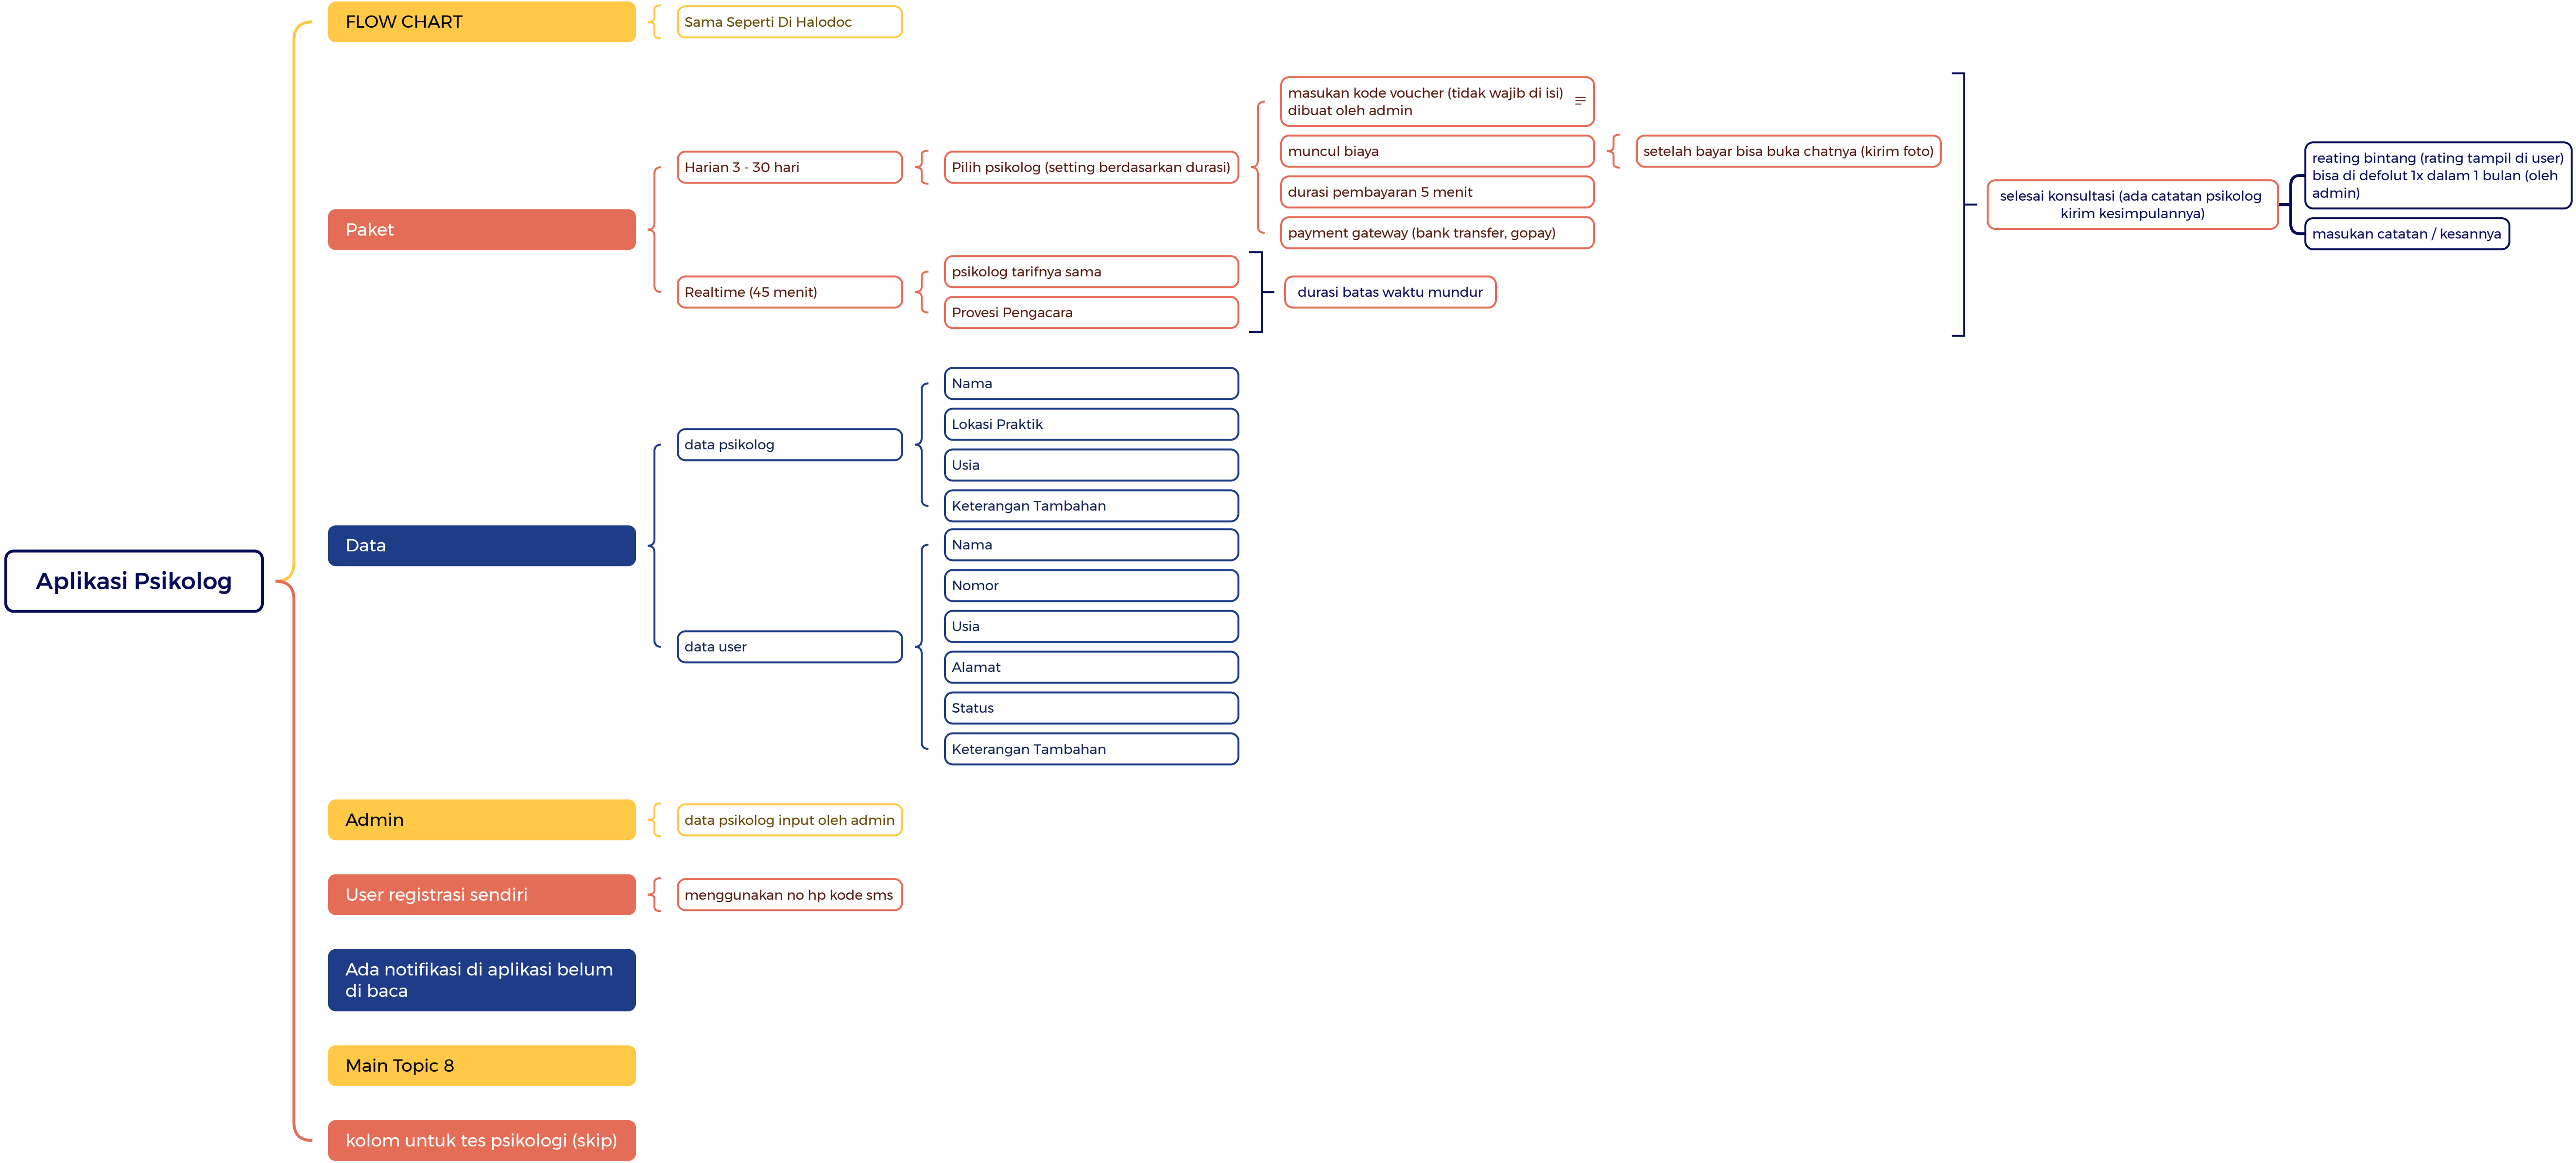 FLOW CHART
Sama Seperti Di Halodoc
masukan kode voucher (tidak wajib di isi)
dibuat oleh admin
muncul biaya
setelah bayar bisa buka chatnya (kirim foto)
Harian 3 - 30 hari
Pilih psikolog (setting berdasarkan durasi)
durasi pembayaran 5 menit
payment gateway (bank transfer, gopay)
Paket
Realtime (45 menit)
psikolog tarifnya sama
Provesi Pengacara
durasi batas waktu mundur
selesai konsultasi (ada catatan psikolog
kirim kesimpulannya)
reating bintang (rating tampil di user)
bisa di defolut 1x dalam 1 bulan (oleh
admin)
masukan catatan / kesannya
Data
data psikolog
Nama
Lokasi Praktik
Usia
Keterangan Tambahan
data user
Nama
Nomor
Usia
Alamat
Status
Keterangan Tambahan
Aplikasi Psikolog
Admin
data psikolog input oleh admin
User registrasi sendiri
menggunakan no hp kode sms
Ada notifikasi di aplikasi belum
di baca
Main Topic 8
kolom untuk tes psikologi (skip)